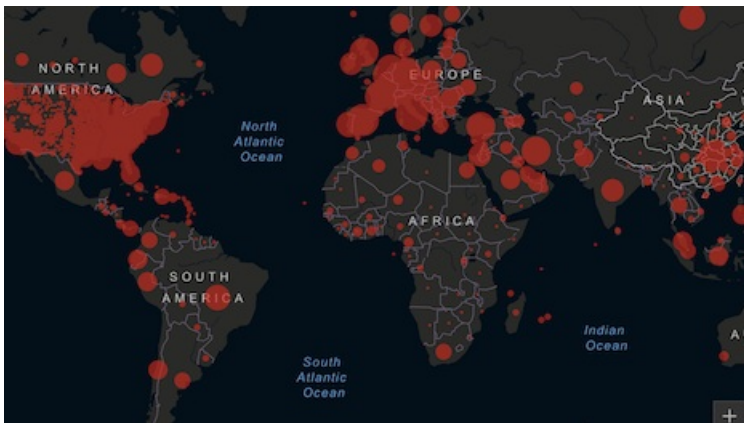 NORTH
AMERICA
EUROPE
ASIA
North
Atlantic
Ocean
AFRICA
SOUTH
AMERICA
Indian
Ocean
South
Atlantic
Ocean
A
+